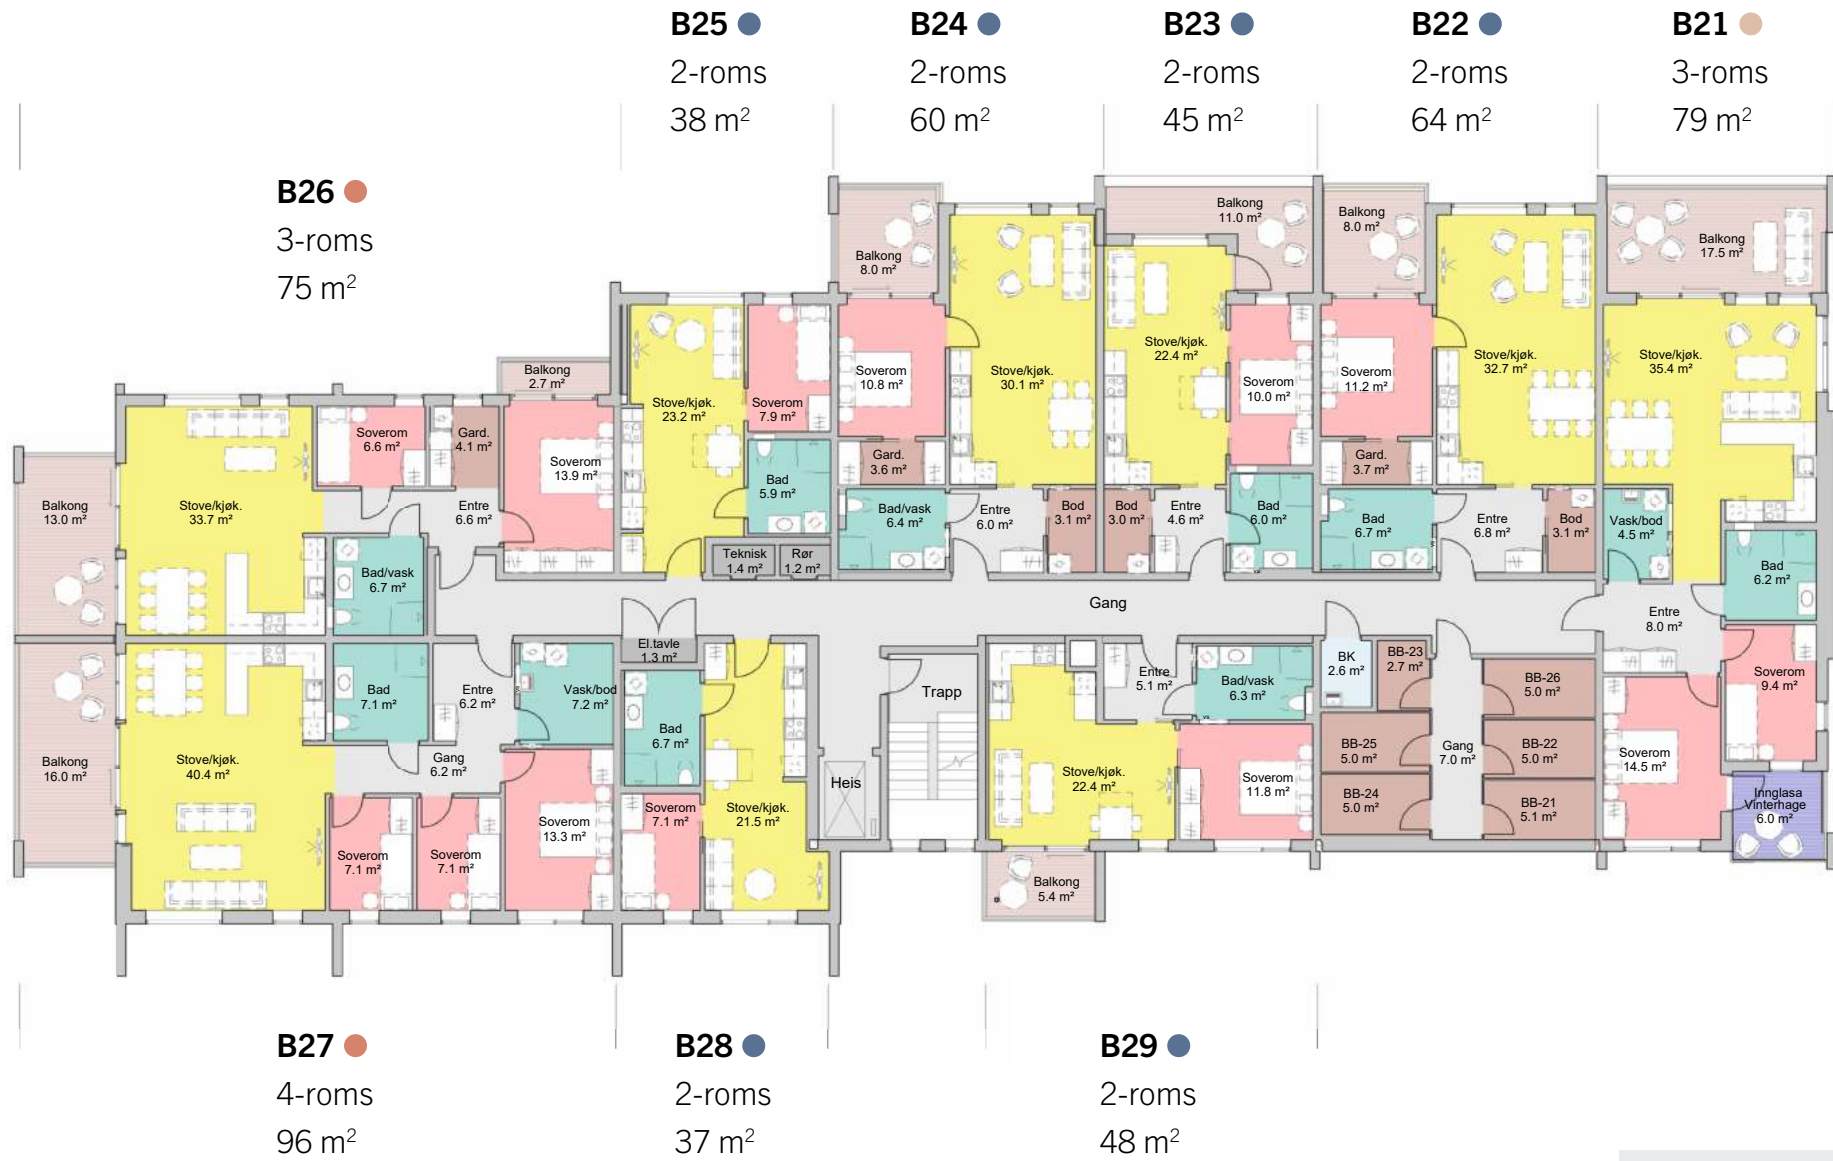 B25
2-roms
38 m²
B24
2-roms
60 m²
B23
2-roms
45 m²
B22
2-roms
64 m²
B21
3-roms
79 m²
B26
3-roms
75 m²
Balkong
8.0 m²
Balkong
11.0 m²
Balkong
8.0 m²
Balkong
17.5 m²
Balkong
2.7 m²
Stove/kjøk.
23.2 m²
Soverom
7.9 m²
Soverom
10.8 m²
Stove/kjøk.
30.1 m²
Stove/kjøk.
22.4 m²
Soverom
10.0 m²
Soverom
11.2 m²
Stove/kjøk.
32.7 m²
Stove/kjøk.
35.4 m²
Soverom
6.6 m²
Gard.
4.1 m²
Soverom
13.9 m²
Gard.
3.6 m²
Gard.
3.7 m²
Balkong
13.0 m²
Stove/kjøk.
33.7 m²
Entre
6.6 m²
Bad
5.9 m²
Bad/vask
6.4 m²
Entre
6.0 m²
Bod
3.1 m²
Bod
3.0 m²
Entre
4.6 m²
Bad
6.0 m²
Bad
6.7 m²
Entre
6.8 m²
Bod
3.1 m²
Vask/bod
4.5 m²
Bad
6.2 m²
Bad/vask
6.7 m²
Teknisk
1.4 m²
Rør
1.2 m²
Gang
Entre
8.0 m²
El.tavle
1.3 m²
Balkong
16.0 m²
Stove/kjøk.
40.4 m²
Bad
7.1 m²
Entre
6.2 m²
Vask/bod
7.2 m²
Bad
6.7 m²
Trapp
Entre
5.1 m²
Bad/vask
6.3 m²
BK
2.6 m²
BB-23
2.7 m²
BB-26
5.0 m²
Soverom
9.4 m²
Gang
6.2 m²
Heis
Stove/kjøk.
22.4 m²
Soverom
11.8 m²
BB-25
5.0 m²
Gang
7.0 m²
BB-22
5.0 m²
Soverom
14.5 m²
BB-24
5.0 m²
BB-21
5.1 m²
Innglasa
Vinterhage
6.0 m²
Soverom
7.1 m²
Soverom
7.1 m²
Soverom
13.3 m²
Soverom
7.1 m²
Stove/kjøk.
21.5 m²
Balkong
5.4 m²
B27
4-roms
96 m²
B28
2-roms
37 m²
B29
2-roms
48 m²